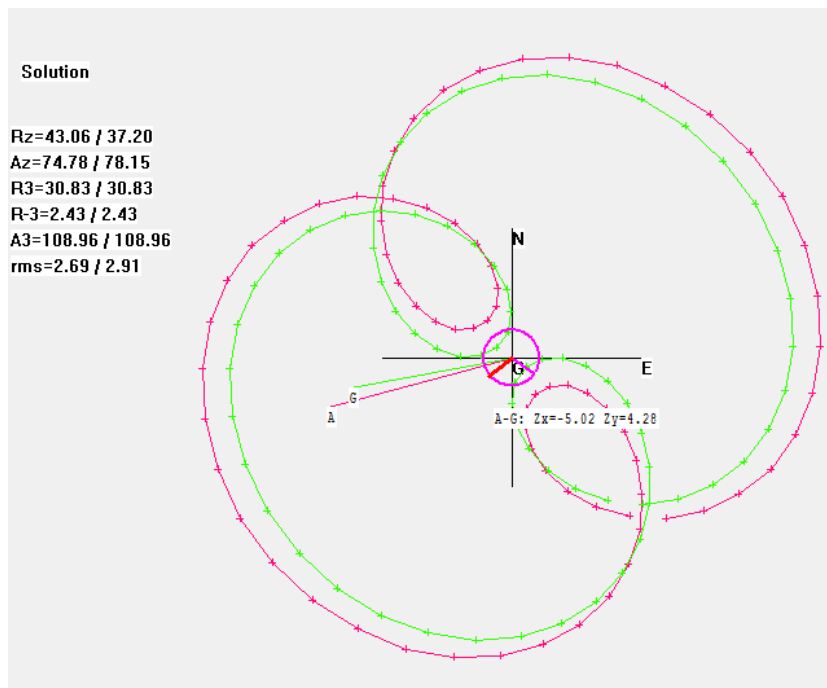 Solution
Rz=43.06 / 37.20
Az=74.78 / 78.15
R3=30.83 / 30.83
R-3=2.43 / 2.43
A3=108.96 / 108.96
rms=2.69 / 2.91
N
G
E
G
A
A-G: Zx=-5.02 Zy=4.28